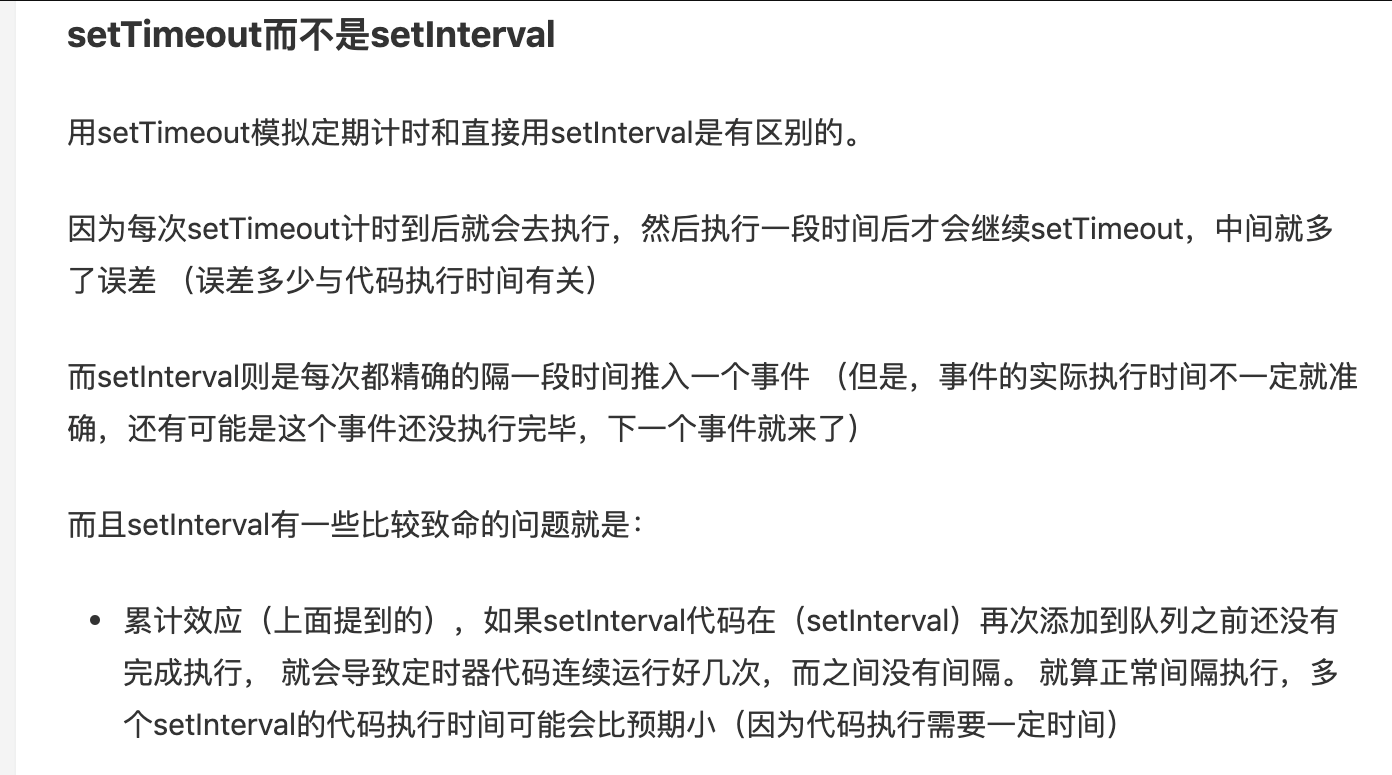 setTimeout而不是setInterval
用setTimeout模拟定期计时和直接用setInterval是有区别的。
因为每次setTimeout计时到后就会去执行，然后执行一段时间后才会继续setTimeout，中间就多
了误差 （误差多少与代码执行时间有关）
而setInterval则是每次都精确的隔一段时间推入一个事件 （但是，事件的实际执行时间不一定就准
确，还有可能是这个事件还没执行完毕，下一个事件就来了）
而且setInterval有一些比较致命的问题就是：
• 累计效应（上面提到的），如果setInterval代码在（setInterval）再次添加到队列之前还没有
完成执行， 就会导致定时器代码连续运行好几次，而之间没有间隔。 就算正常间隔执行，多
个setInterval的代码执行时间可能会比预期小（因为代码执行需要一定时间）